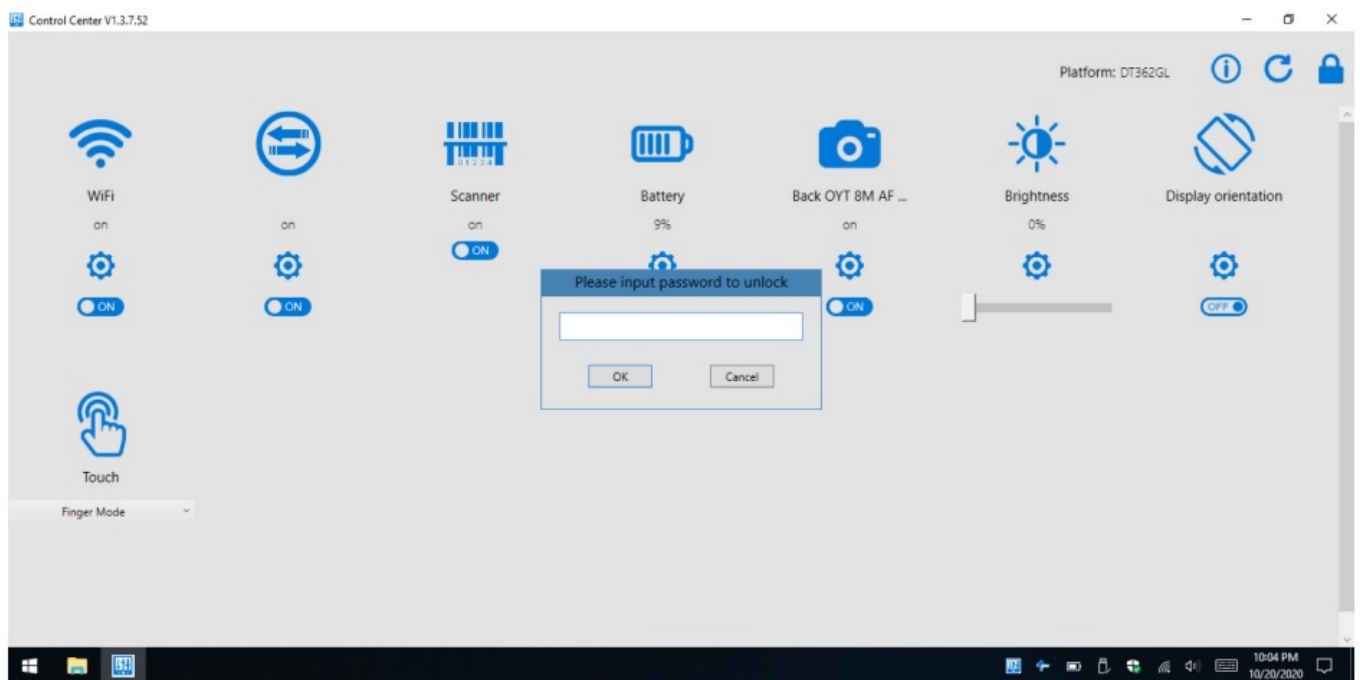 Control Center V1.3.7.52
Platform: DT362GL
01234
WiFi
Scanner
Battery
Back OYT 8M AF ...
Brightness
Display orientation
on
on
on
9%
on
0%
ON
ON
ON
ON
OFF
Please input password to unlock
OK
Cancel
Touch
Finger Mode
10:04 PM
10/20/2020